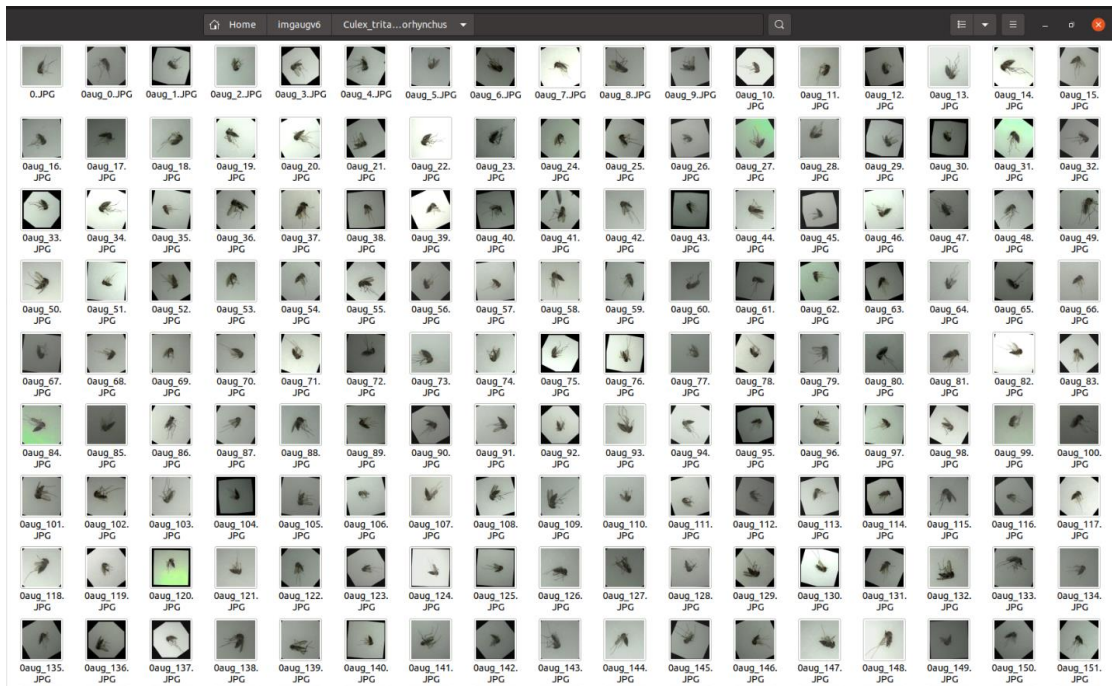 Home imgaugv6 Culex_trita...orhynchus
0.JPG 0aug_0.JPG 0aug_1.JPG 0aug_2.JPG 0aug_3.JPG 0aug_4.JPG 0aug_5.JPG 0aug_6.JPG 0aug_7.JPG 0aug_8.JPG 0aug_9.JPG 0aug_10. 0aug_11. 0aug_12. 0aug_13. 0aug_14. 0aug_15.
JPG JPG JPG JPG JPG JPG
0aug_16. 0aug_17. 0aug_18. 0aug_19. 0aug_20. 0aug_21. 0aug_22. 0aug_23. 0aug_24. 0aug_25. 0aug_26. 0aug_27. 0aug_28. 0aug_29. 0aug_30. 0aug_31. 0aug_32.
JPG JPG JPG JPG JPG JPG JPG JPG JPG JPG JPG JPG JPG JPG JPG JPG JPG
0aug_33. 0aug_34. 0aug_35. 0aug_36. 0aug_37. 0aug_38. 0aug_39. 0aug_40. 0aug_41. 0aug_42. 0aug_43. 0aug_44. 0aug_45. 0aug_46. 0aug_47. 0aug_48. 0aug_49.
JPG JPG JPG JPG JPG JPG JPG JPG JPG JPG JPG JPG JPG JPG JPG JPG JPG
0aug_50. 0aug_51. 0aug_52. 0aug_53. 0aug_54. 0aug_55. 0aug_56. 0aug_57. 0aug_58. 0aug_59. 0aug_60. 0aug_61. 0aug_62. 0aug_63. 0aug_64. 0aug_65. 0aug_66.
JPG JPG JPG JPG JPG JPG JPG JPG JPG JPG JPG JPG JPG JPG JPG JPG JPG
0aug_67. 0aug_68. 0aug_69. 0aug_70. 0aug_71. 0aug_72. 0aug_73. 0aug_74. 0aug_75. 0aug_76. 0aug_77. 0aug_78. 0aug_79. 0aug_80. 0aug_81. 0aug_82. 0aug_83.
JPG JPG JPG JPG JPG JPG JPG JPG JPG JPG JPG JPG JPG JPG JPG JPG JPG
0aug_84. 0aug_85. 0aug_86. 0aug_87. 0aug_88. 0aug_89. 0aug_90. 0aug_91. 0aug_92. 0aug_93. 0aug_94. 0aug_95. 0aug_96. 0aug_97. 0aug_98. 0aug_99. 0aug_100.
JPG JPG JPG JPG JPG JPG JPG JPG JPG JPG JPG JPG JPG JPG JPG JPG JPG
0aug_101. 0aug_102. 0aug_103. 0aug_104. 0aug_105. 0aug_106. 0aug_107. 0aug_108. 0aug_109. 0aug_110. 0aug_111. 0aug_112. 0aug_113. 0aug_114. 0aug_115. 0aug_116. 0aug_117.
JPG JPG JPG JPG JPG JPG JPG JPG JPG JPG JPG JPG JPG JPG JPG JPG JPG
0aug_118. 0aug_119. 0aug_120. 0aug_121. 0aug_122. 0aug_123. 0aug_124. 0aug_125. 0aug_126. 0aug_127. 0aug_128. 0aug_129. 0aug_130. 0aug_131. 0aug_132. 0aug_133. 0aug_134.
JPG JPG JPG JPG JPG JPG JPG JPG JPG JPG JPG JPG JPG JPG JPG JPG JPG
0aug_135. 0aug_136. 0aug_137. 0aug_138. 0aug_139. 0aug_140. 0aug_141. 0aug_142. 0aug_143. 0aug_144. 0aug_145. 0aug_146. 0aug_147. 0aug_148. 0aug_149. 0aug_150. 0aug_151.
JPG JPG JPG JPG JPG JPG JPG JPG JPG JPG JPG JPG JPG JPG JPG JPG JPG